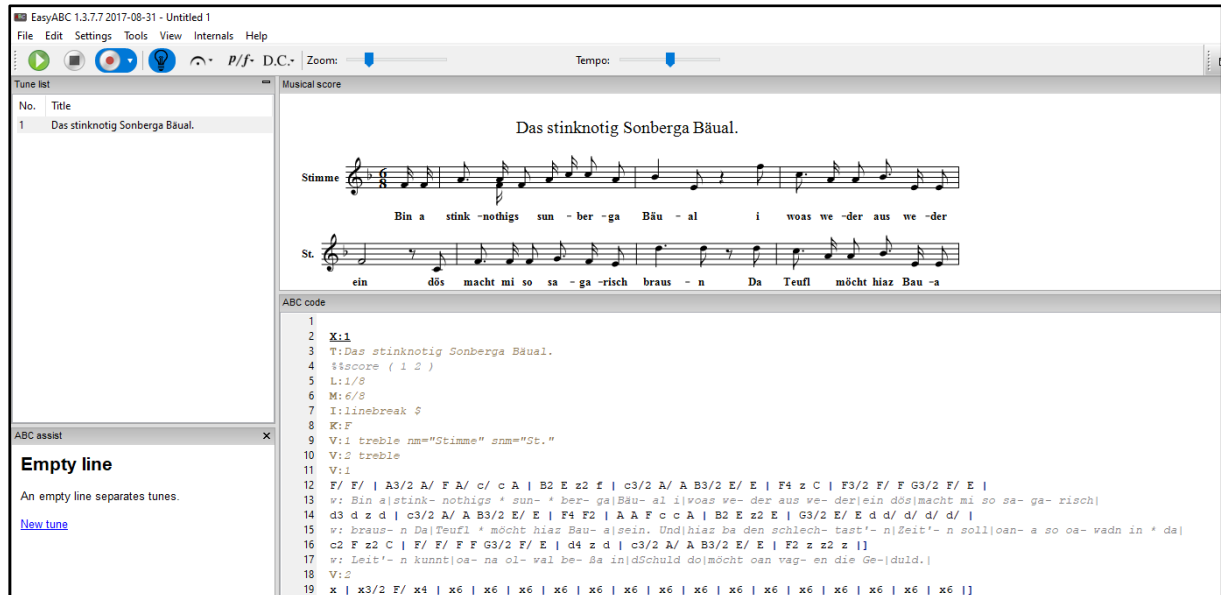 EasyABC 1.3.7.7 2017-08-31 - Untitled 1
File Edit Settings Tools View Internals Help
p/f- D.C.- Zoom: Tempo:
Tune list
No. Title
1 Das stinknotig Sonberga Bäual.
Musical score
Das stinknotig Sonberga Bäual.
Stimme 6 8
Bin a stink -nothigs sun - ber -ga Bäu - al i woas we -der aus we -der
St.
ein dös macht mi so sa - ga -risch braus - n Da Teufl möcht hiaz Bau -a
ABC code
1
2 X:1
3 T:Das stinknotig Sonberga Bäual.
4 %%score ( 1 2 )
5 L:1/8
6 M:6/8
7 I:linebreak $
8 K:F
9 V:1 treble nm="Stimme" snm="St."
10 V:2 treble
11 V:1
12 F/ F/ | A3/2 A/ F A/ c/ c A | B2 E z2 f | c3/2 A/ A B3/2 E/ E | F4 z C | F3/2 F/ F G3/2 F/ E |
13 w: Bin a|stink- nothigs * sun- * ber- ga|Bäu- al i|woas we- der aus we- der|ein dös|macht mi so sa- ga- risch|
14 d3 d z d | c3/2 A/ A B3/2 E/ E | F4 F2 | A A F c c A | B2 E z2 E | G3/2 E/ E d d/ d/ d/ d/ |
15 w: braus- n Da|Teufl * möcht hiaz Bau- a|sein. Und|hiaz ba den schlech- tast'- n|Zeit'- n soll|oan- a so oa- vadn in * da|
16 c2 F z2 C | F/ F/ F F G3/2 F/ E | d4 z d | c3/2 A/ A B3/2 E/ E | F2 z z2 z |]
17 w: Leit'- n kunnt|oa- na ol- wal be- ßa in|dSchuld do|möcht oan vag- en die Ge-|duld.|
18 V:2
19 x | x3/2 F/ x4 | x6 | x6 | x6 | x6 | x6 | x6 | x6 | x6 | x6 | x6 | x6 | x6 | x6 | x6 |]
ABC assist
Empty line
An empty line separates tunes.
New tune